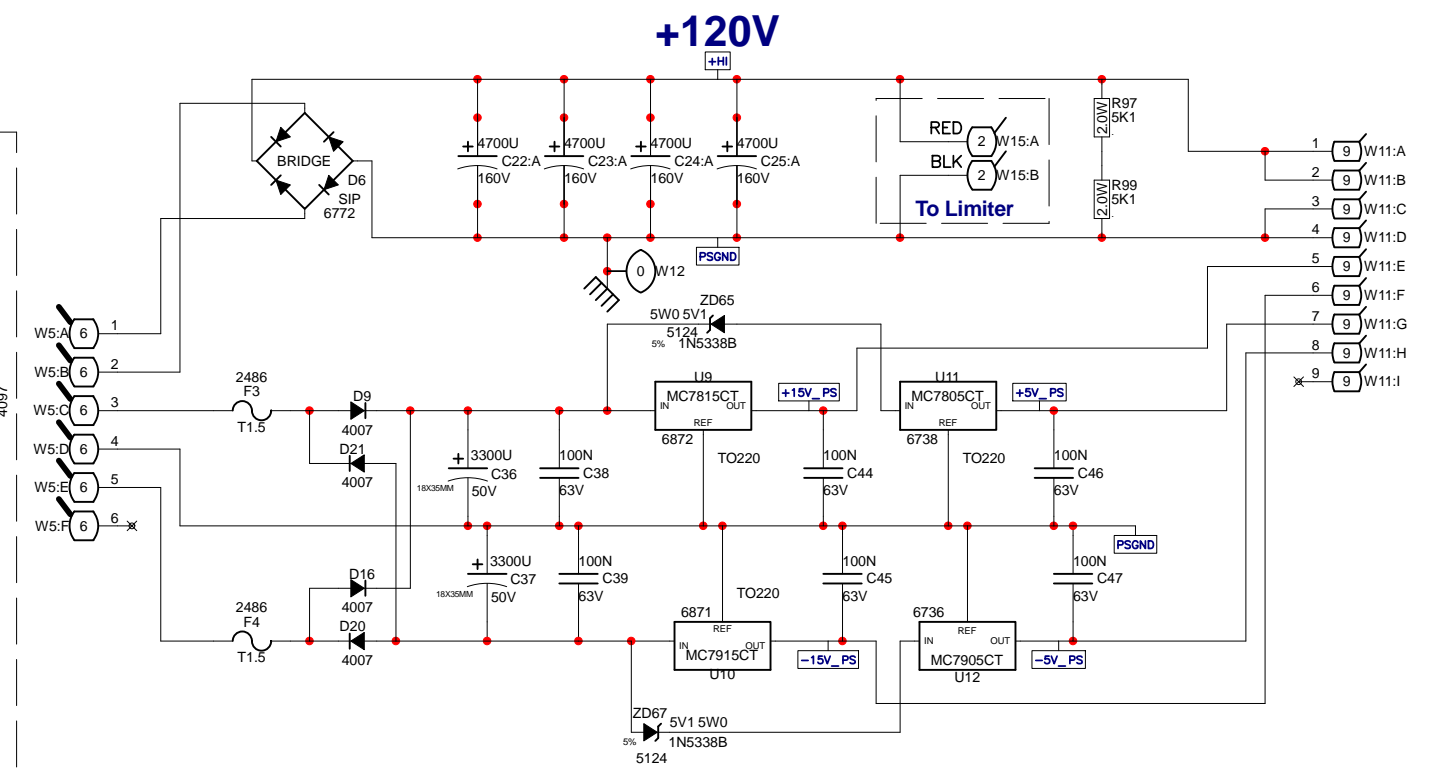 +120V
+HI
BRIDGE
D6
SIP
6772
4700U
C22:A
160V
4700U
C23:A
160V
4700U
C24:A
160V
4700U
C25:A
160V
RED
2
W15:A
BLK
2
W15:B
To Limiter
2.0W
R97
5K1
.
2.0W
R99
5K1
.
PSGND
0
W12
1
9
W11:A
2
9
W11:B
3
9
W11:C
4
9
W11:D
5
9
W11:E
6
9
W11:F
7
9
W11:G
8
9
W11:H
9
9
W11:I
4097
W5:A
6
1
W5:B
6
2
W5:C
6
3
W5:D
6
4
W5:E
6
5
W5:F
6
6
2486
F3
T1.5
D9
4007
D21
4007
3300U
C36
18X35MM
50V
100N
C38
63V
ZD65
5W0 5V1
5124
5%
1N5338B
U9
MC7815CT
IN
OUT
REF
6872
TO220
+15V_PS
100N
C44
63V
U11
MC7805CT
IN
OUT
REF
6738
TO220
+5V_PS
100N
C46
63V
PSGND
2486
F4
T1.5
D16
4007
D20
4007
3300U
C37
18X35MM
50V
100N
C39
63V
6871
TO220
REF
IN
OUT
MC7915CT
U10
100N
C45
63V
-15V_PS
6736
REF
IN
OUT
MC7905CT
U12
100N
C47
63V
-5V_PS
ZD67
5V1 5W0
5%
1N5338B
5124